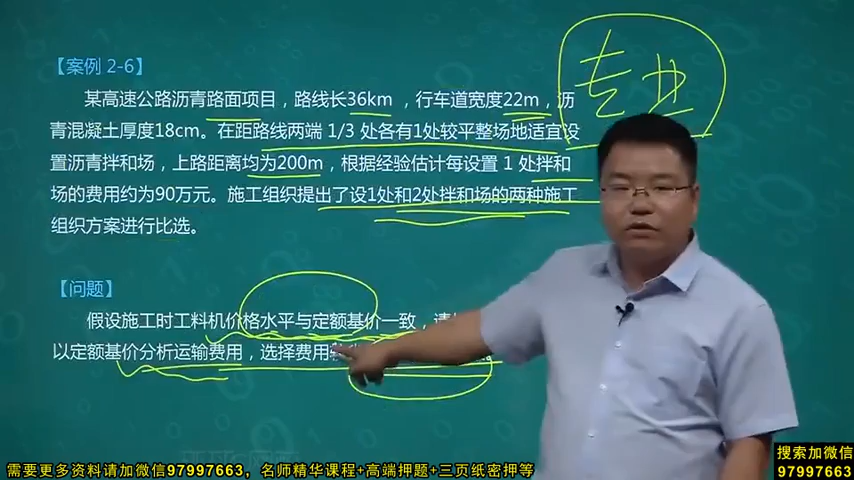 【案例 2-6】
专业
某高速公路沥青路面项目，路线长36km ，行车道宽度22m，沥
青混凝土厚度18cm。在距路线两端 1/3 处各有1处较平整场地适宜设
置沥青拌和场，上路距离均为200m，根据经验估计每设置 1 处拌和
场的费用约为90万元。施工组织提出了设1处和2处拌和场的两种施工
组织方案进行比选。
【问题】
假设施工时工料机价格水平与定额基价一致，请
以定额基价分析运输费用，选择费用
需要更多资料请加微信97997663，名师精华课程+高端押题+三页纸密押等
搜索加微信
97997663